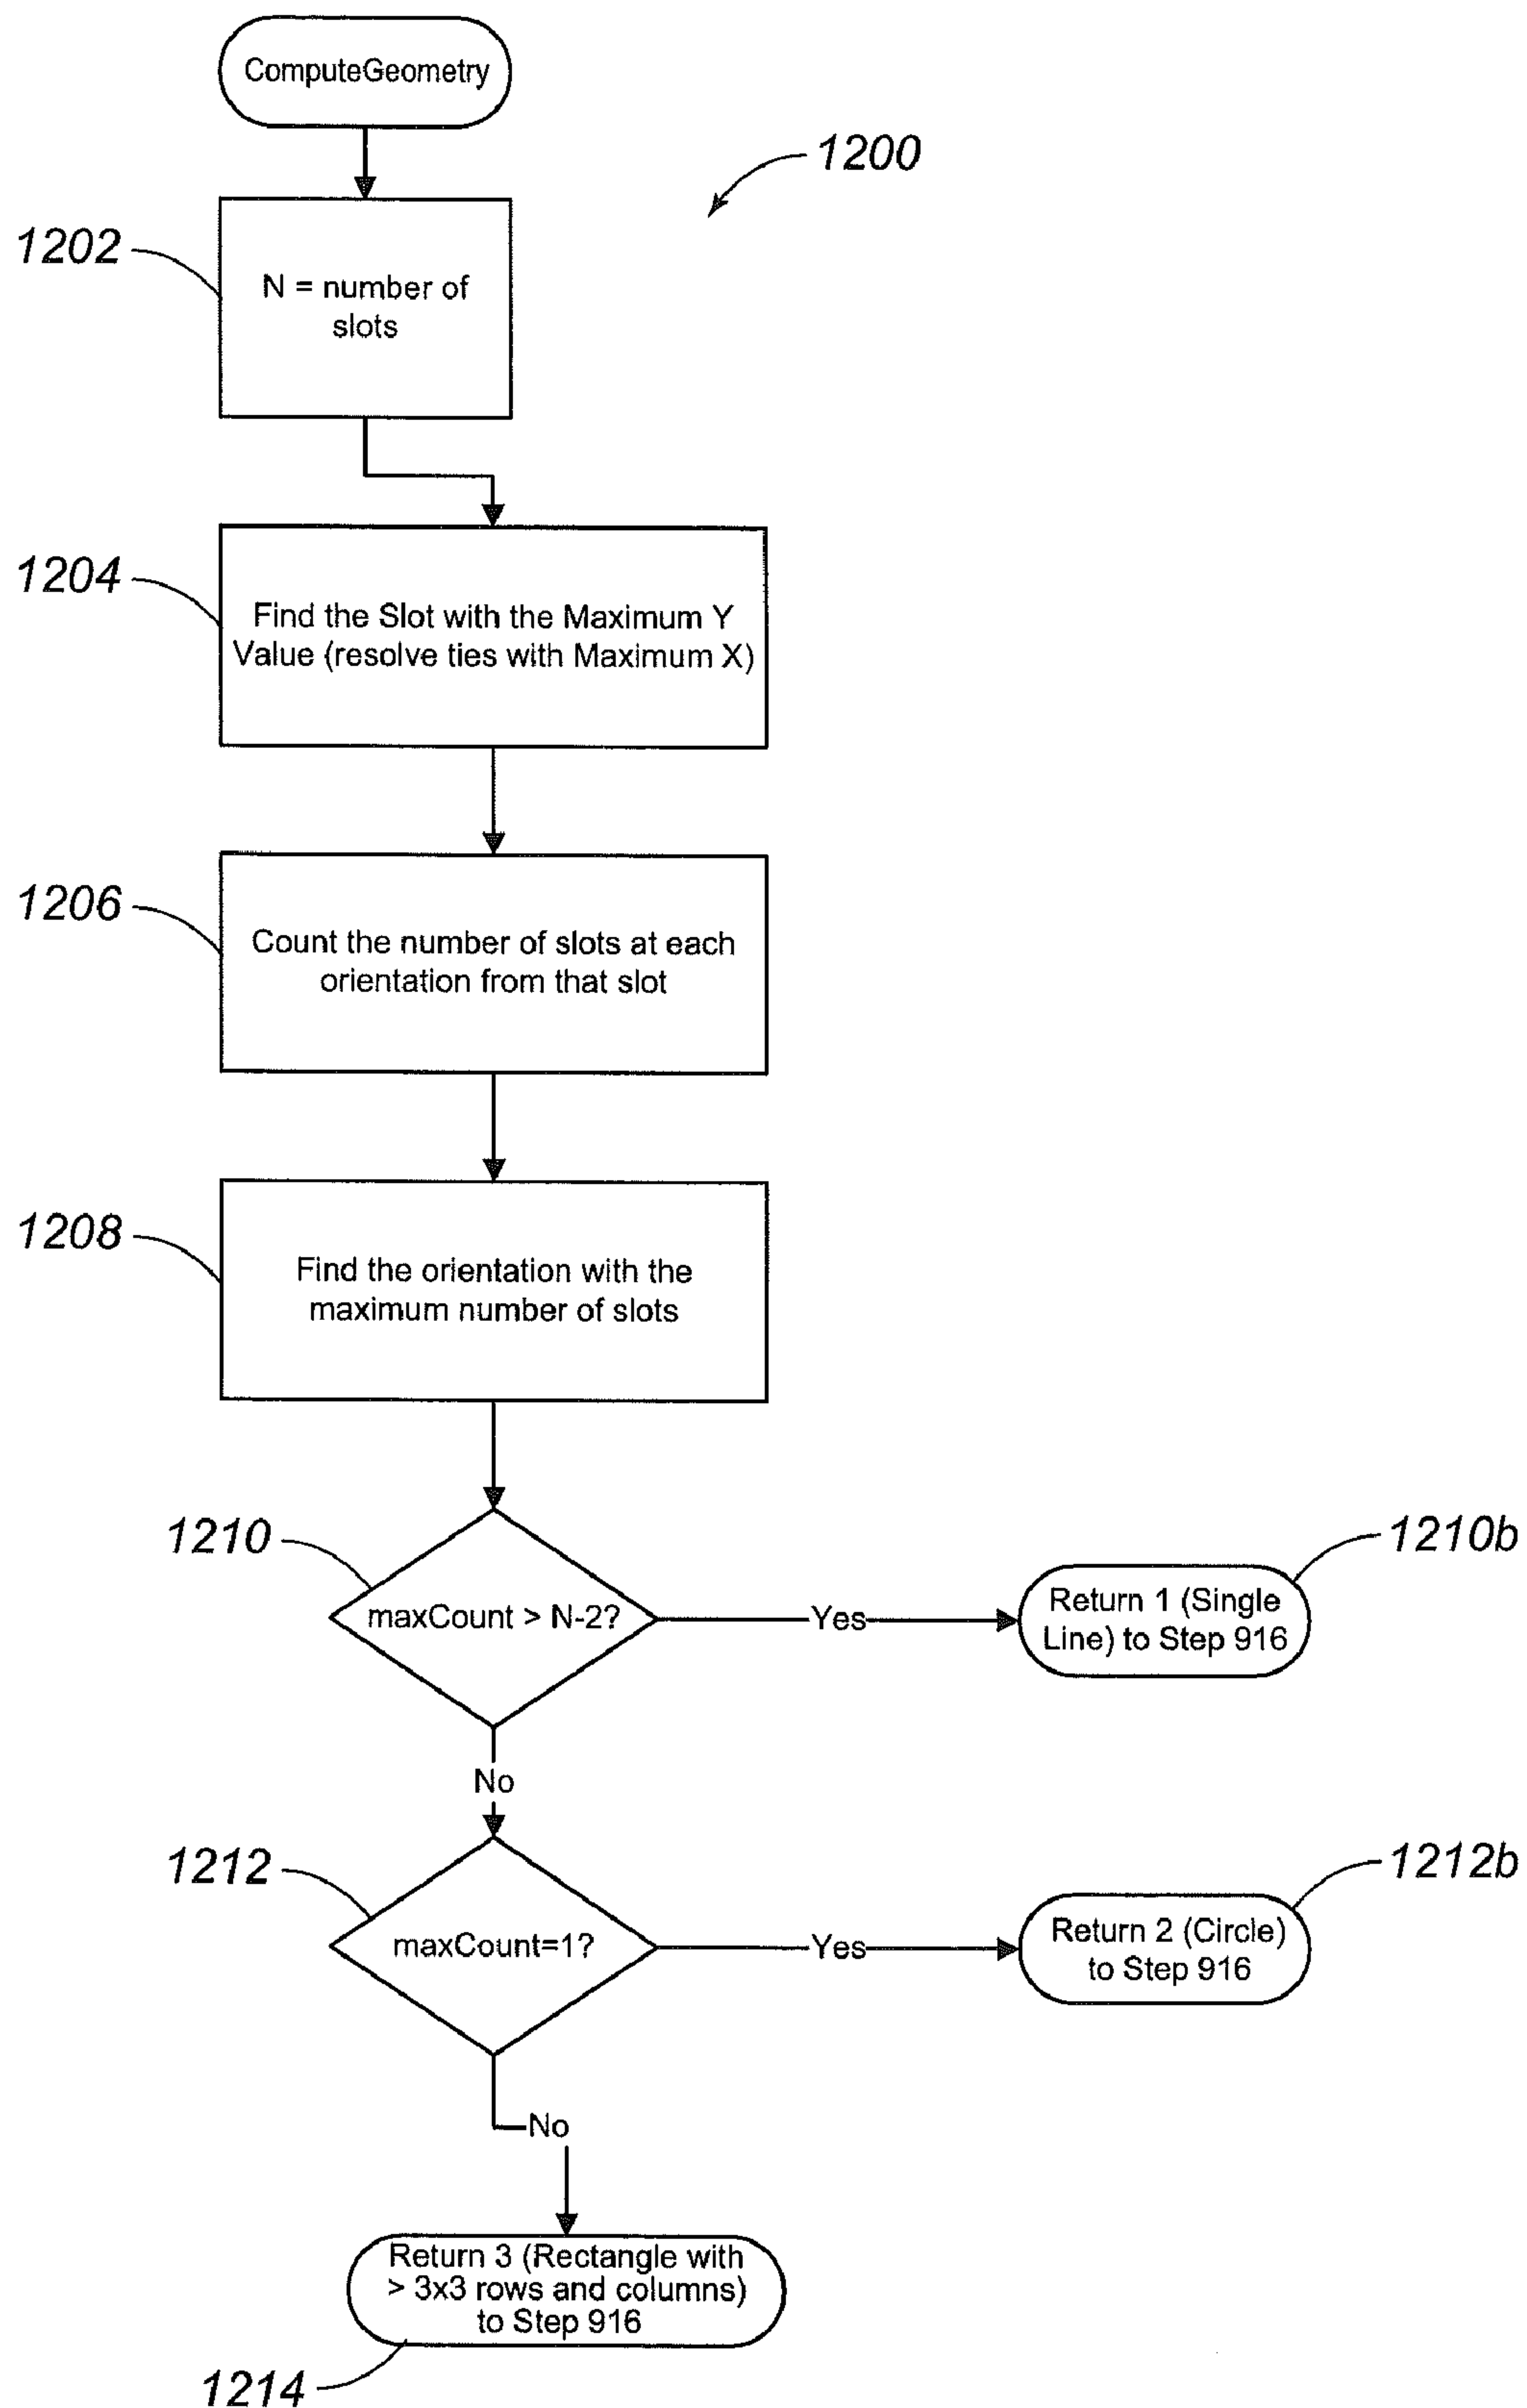 ComputeGeometry
1200
1202
N = number of
slots
1204
Find the Slot with the Maximum Y
Value (resolve ties with Maximum X)
1206
Count the number of slots at each
orientation from that slot
1208
Find the orientation with the
maximum number of slots
1210
maxCount > N-2?
Yes
1210b
Return 1 (Single
Line) to Step 916
No
1212
maxCount=1?
Yes
1212b
Return 2 (Circle)
to Step 916
No
Return 3 (Rectangle with
> 3x3 rows and columns)
to Step 916
1214